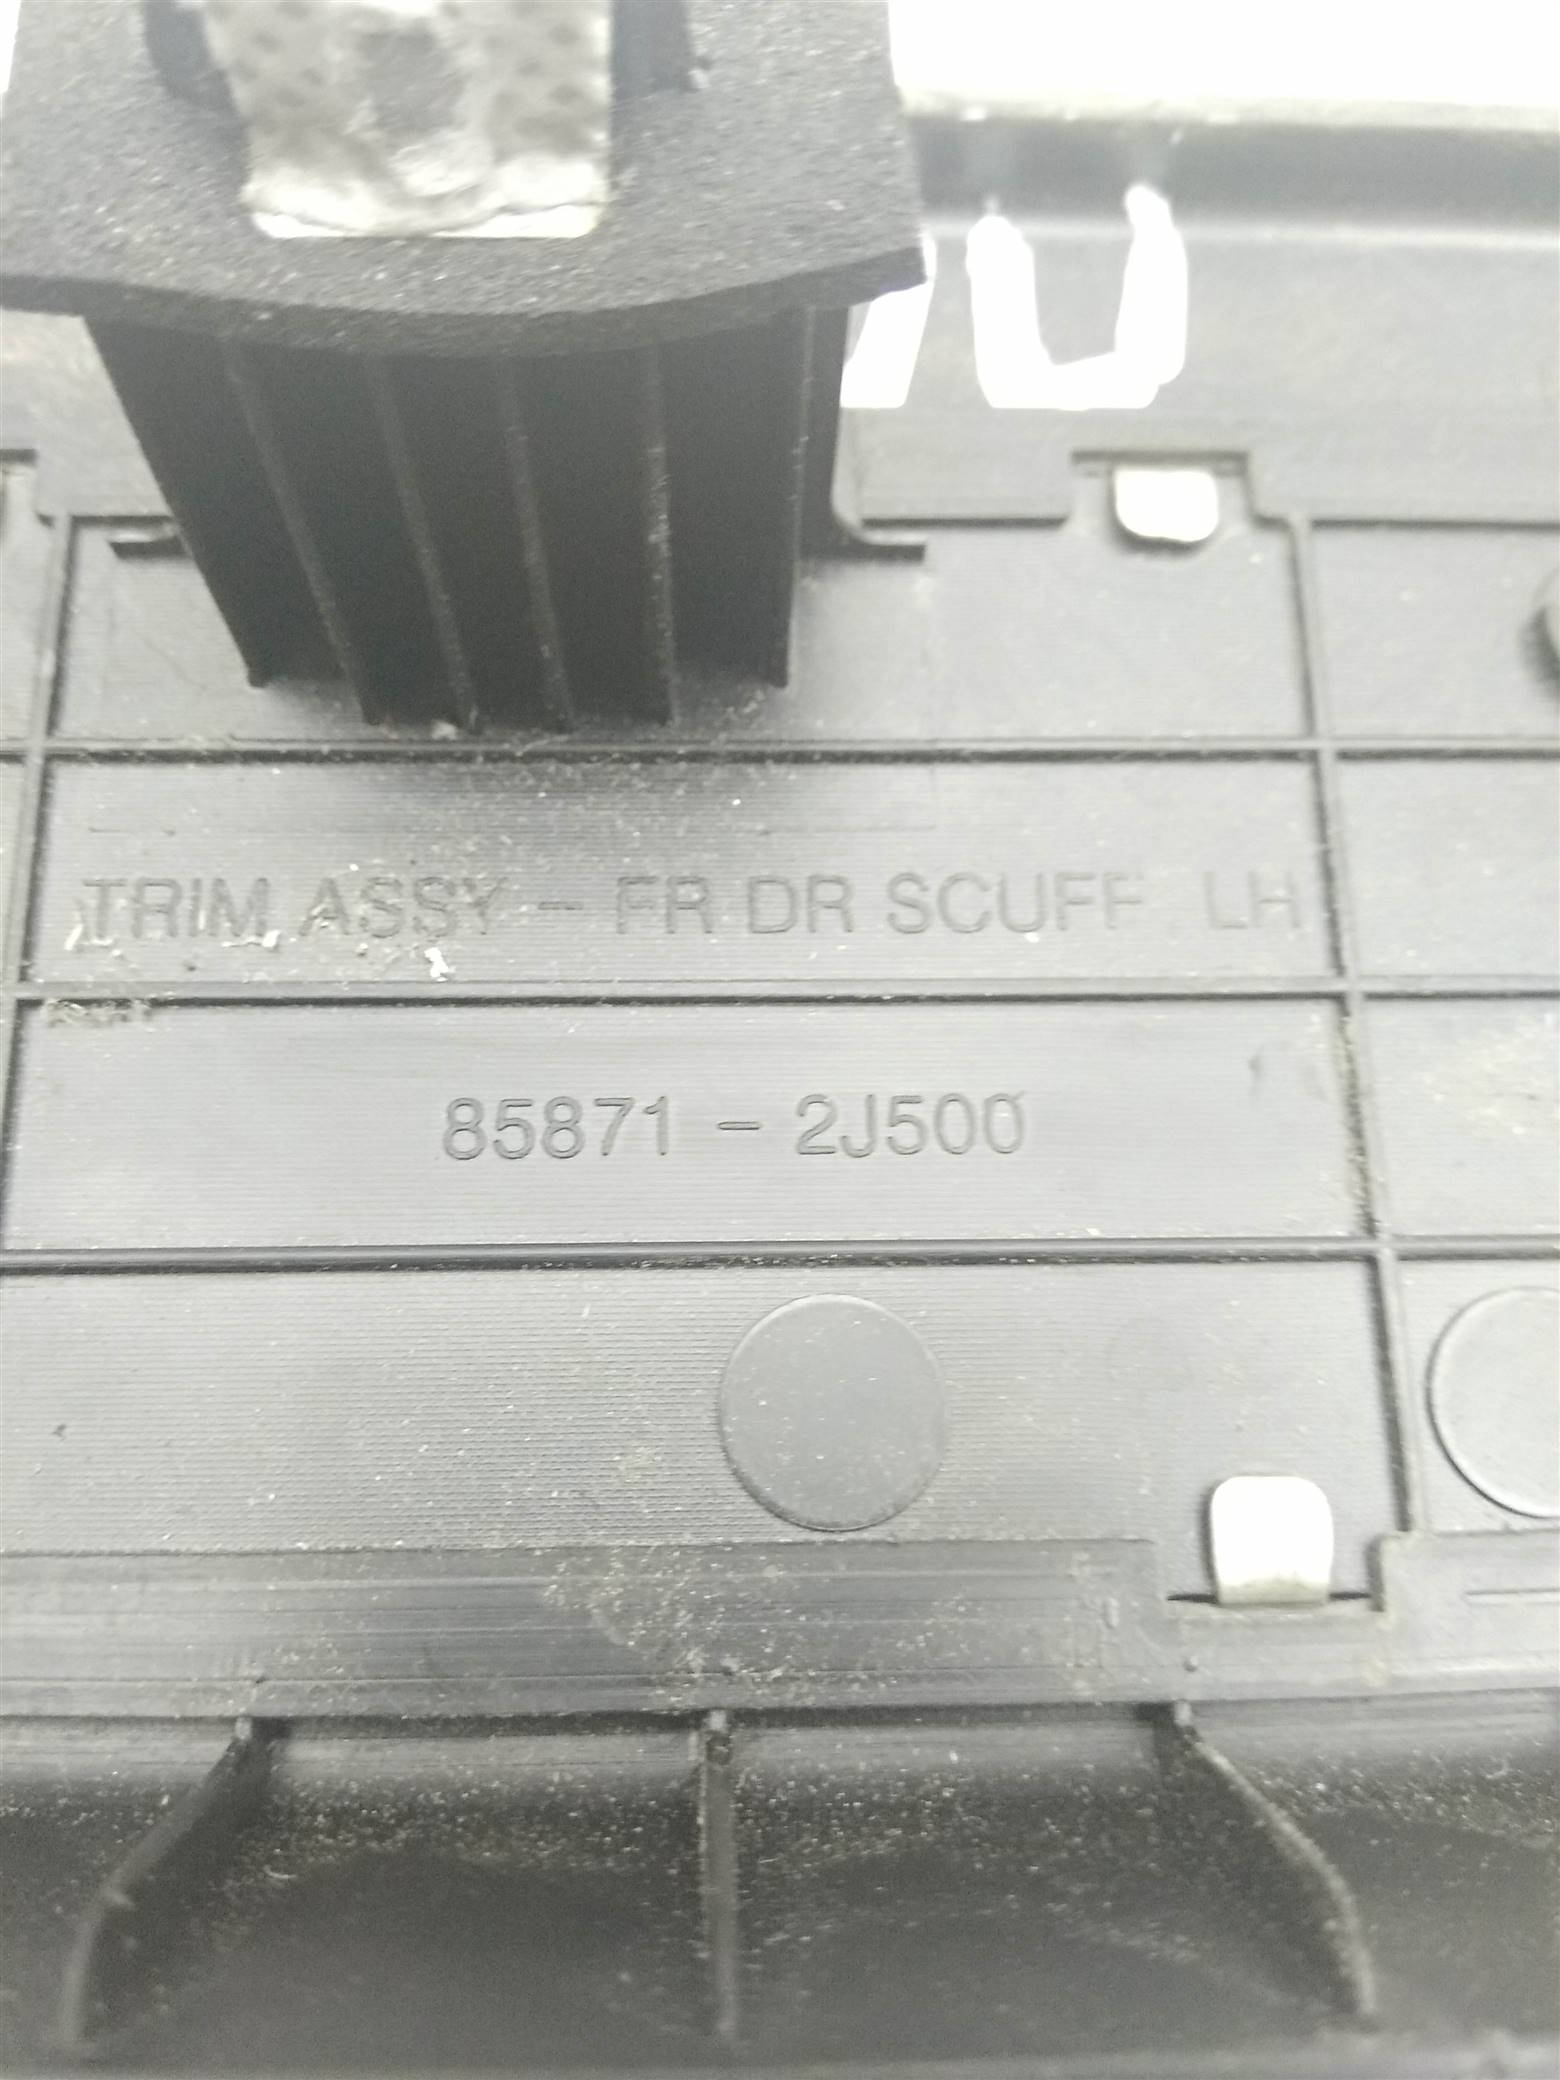 TRIM ASSY - FR DR SCUFF LH
85871 - 2J500